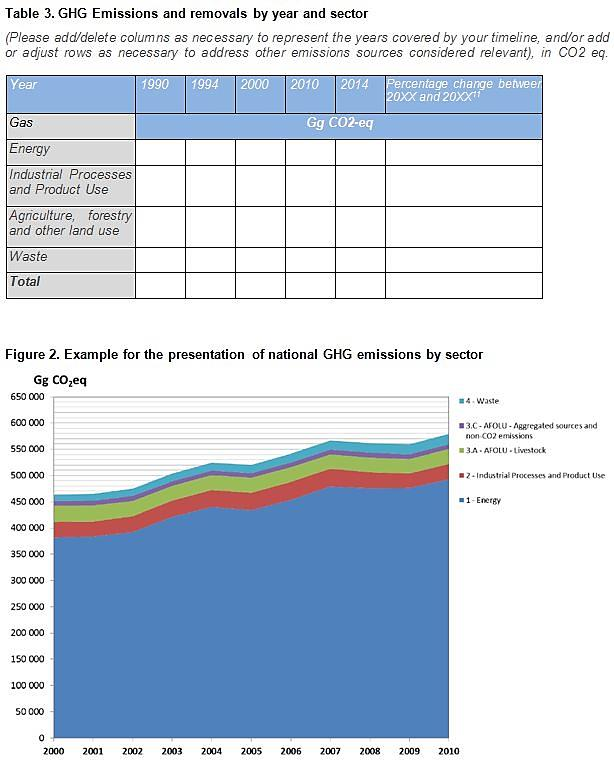 Table 3. GHG Emissions and removals by year and sector
(Please add/delete columns as necessary to represent the years covered by your timeline, and/or add
or adjust rows as necessary to address other emissions sources considered relevant), in CO2 eq.
Year 1990 1994 2000 2010 2014 Percentage change between
20XX and 20XX¹¹
Gas Gg CO2-eq
Energy
Industrial Processes
and Product Use
Agriculture, forestry
and other land use
Waste
Total
Figure 2. Example for the presentation of national GHG emissions by sector
Gg CO₂eq
650 000
600 000
550 000
500 000
450 000
400 000
350 000
300 000
250 000
200 000
150 000
100 000
50 000
0
2000 2001 2002 2003 2004 2005 2006 2007 2008 2009 2010
4 - Waste
3.C - AFOLU - Aggregated sources and
non-CO2 emissions
3.A - AFOLU - Livestock
2 - Industrial Processes and Product Use
1 - Energy